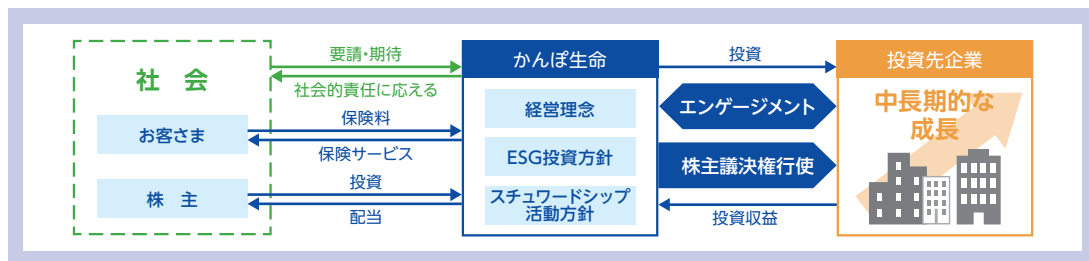 社 会
お客さま
株 主
要請・期待
社会的責任に応える
保険料
保険サービス
投資
配当
かんぽ生命
経営理念
ESG投資方針
スチュワードシップ
活動方針
投資
エンゲージメント
株主議決権行使
投資収益
投資先企業
中長期的な
成長